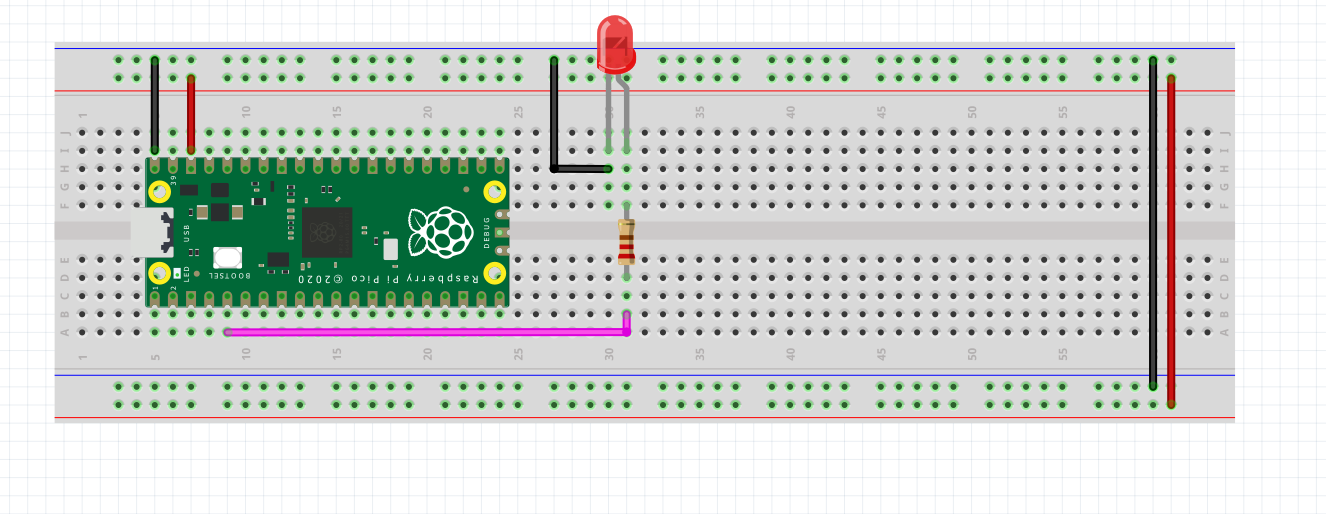 1 10 15 20 25 30 35 40 45 50 55
J J
I I
H H
G G
F F
39
USB
DEBUG
BOOTSEL
LED
Raspberry Pi Pico © 2020
1 2
E E
D D
C C
B B
A A
1 5 10 15 20 25 30 35 40 45 50 55